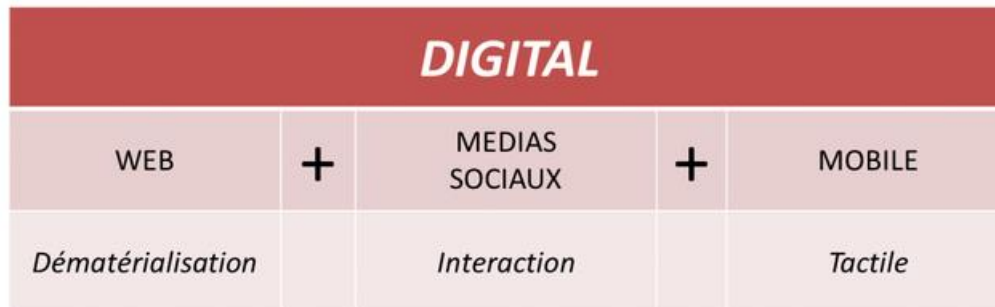 DIGITAL
WEB + MEDIAS SOCIAUX + MOBILE
Dématérialisation Interaction Tactile